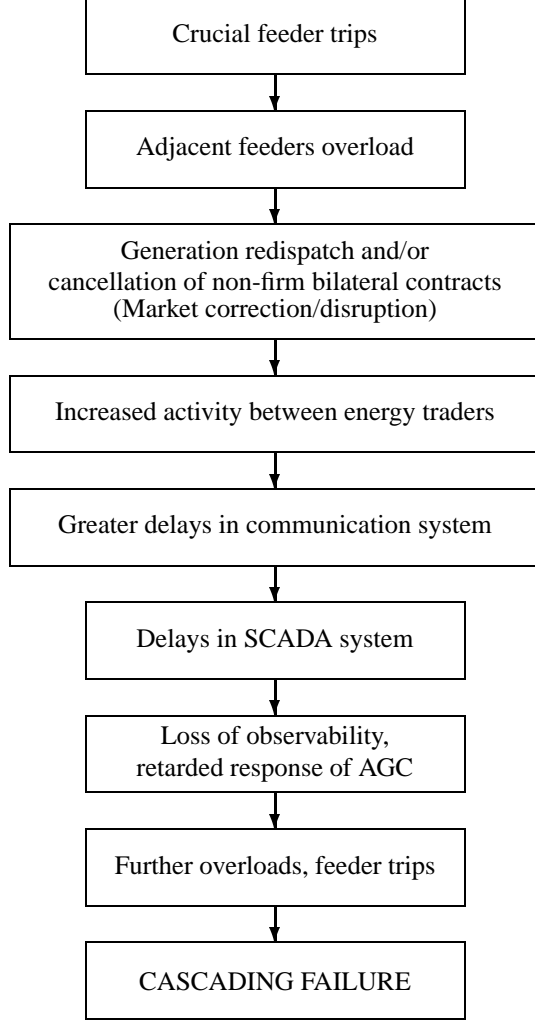 Crucial feeder trips
Adjacent feeders overload
Generation redispatch and/or
cancellation of non-firm bilateral contracts
(Market correction/disruption)
Increased activity between energy traders
Greater delays in communication system
Delays in SCADA system
Loss of observability,
retarded response of AGC
Further overloads, feeder trips
CASCADING FAILURE